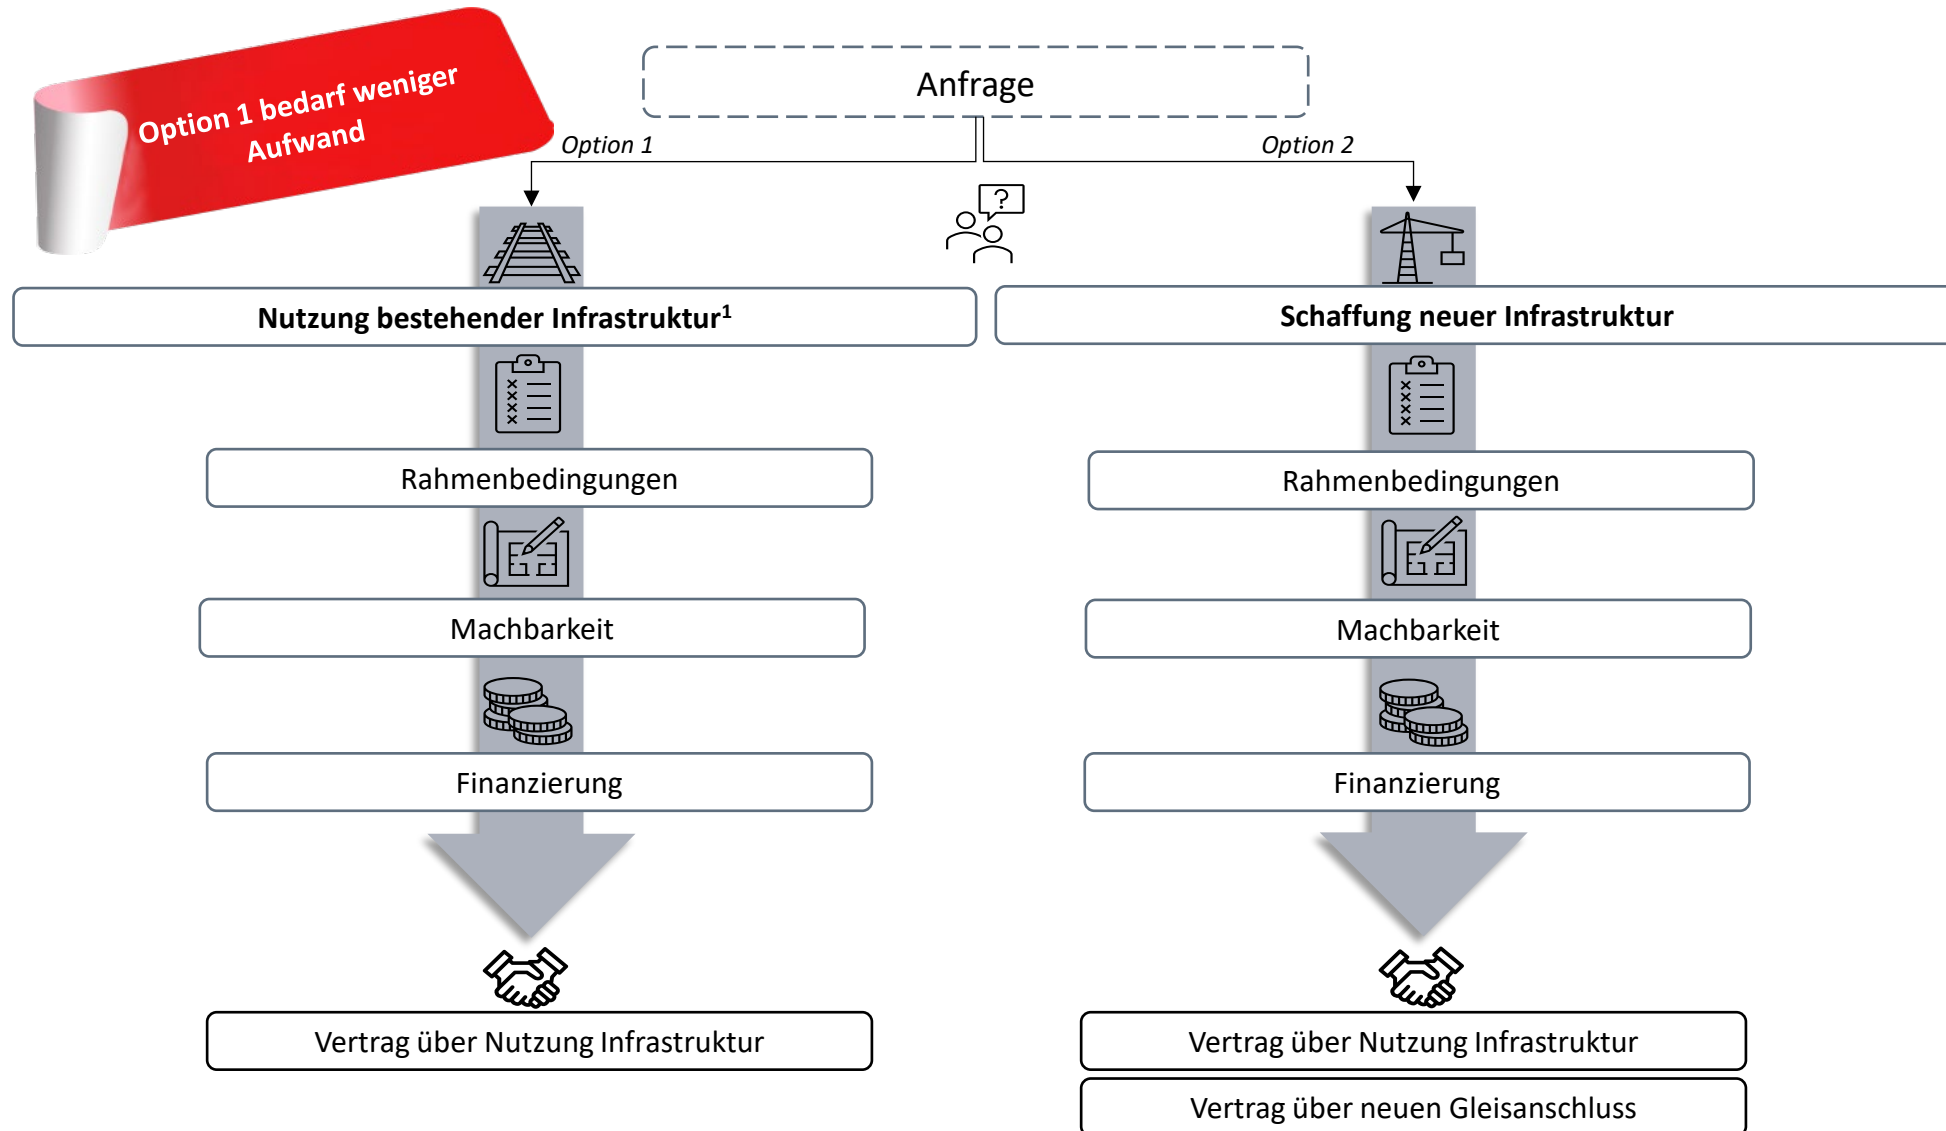 Option 1 bedarf weniger
Aufwand
Anfrage
Option 1
Option 2
?
Nutzung bestehender Infrastruktur¹
Schaffung neuer Infrastruktur
Rahmenbedingungen
Rahmenbedingungen
Machbarkeit
Machbarkeit
Finanzierung
Finanzierung
Vertrag über Nutzung Infrastruktur
Vertrag über Nutzung Infrastruktur
Vertrag über neuen Gleisanschluss